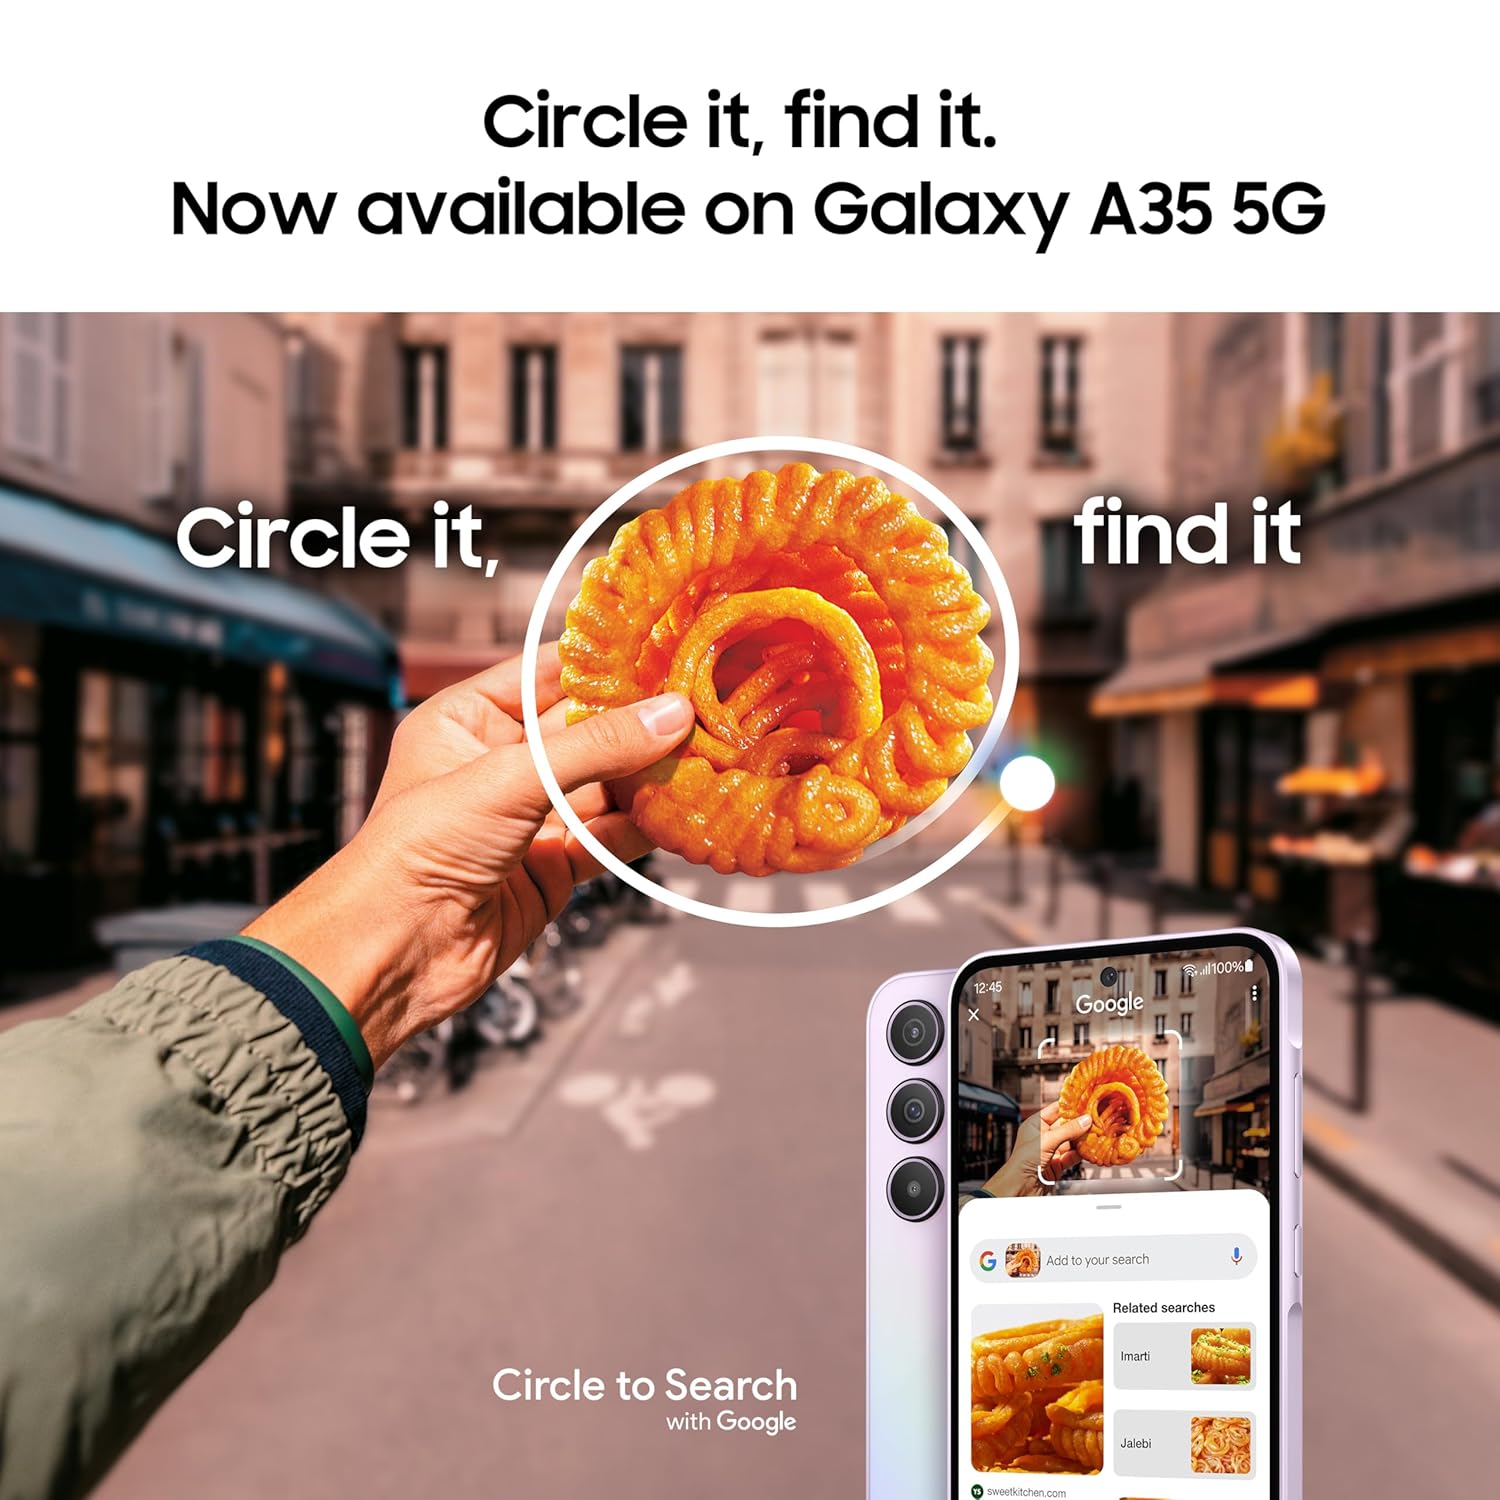 Circle it, find it.
Now available on Galaxy A35 5G
Circle it,
find it
12:45
100%
Google
Add to your search
Related searches
Imarti
Jalebi
YS sweetkitchen.com
Circle to Search
with Google